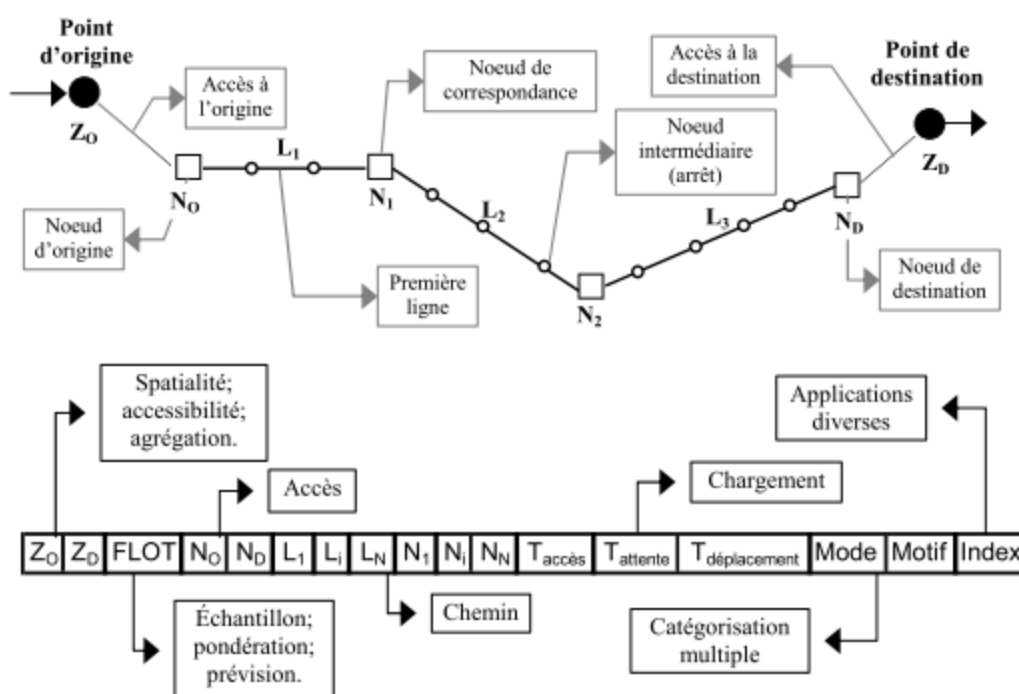 Point
d'origine
Z_O
Accès à
l'origine
Noeud de
correspondance
Accès à la
destination
Point de
destination
Z_D
L_1
N_O
N_1
Noeud
intermédiaire
(arrêt)
L_2
L_3
N_D
Noeud
d'origine
Première
ligne
N_2
Noeud de
destination
Spatialité;
accessibilité;
agrégation.
Accès
Chargement
Applications
diverses
Z_O Z_D FLOT N_O N_D L_1 L_i L_N N_1 N_i N_N T_accès T_attente T_déplacement Mode Motif Index
Échantillon;
pondération;
prévision.
Chemin
Catégorisation
multiple